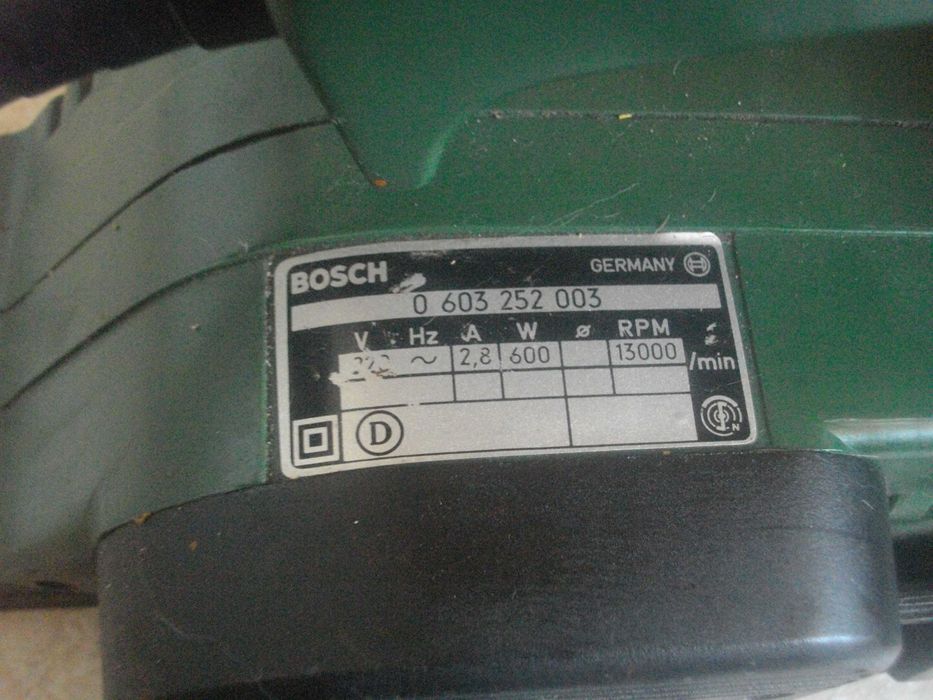 BOSCH
GERMANY
0 603 252 003
V Hz A W ø RPM
~ 2,8 600 13000 /min
D
N